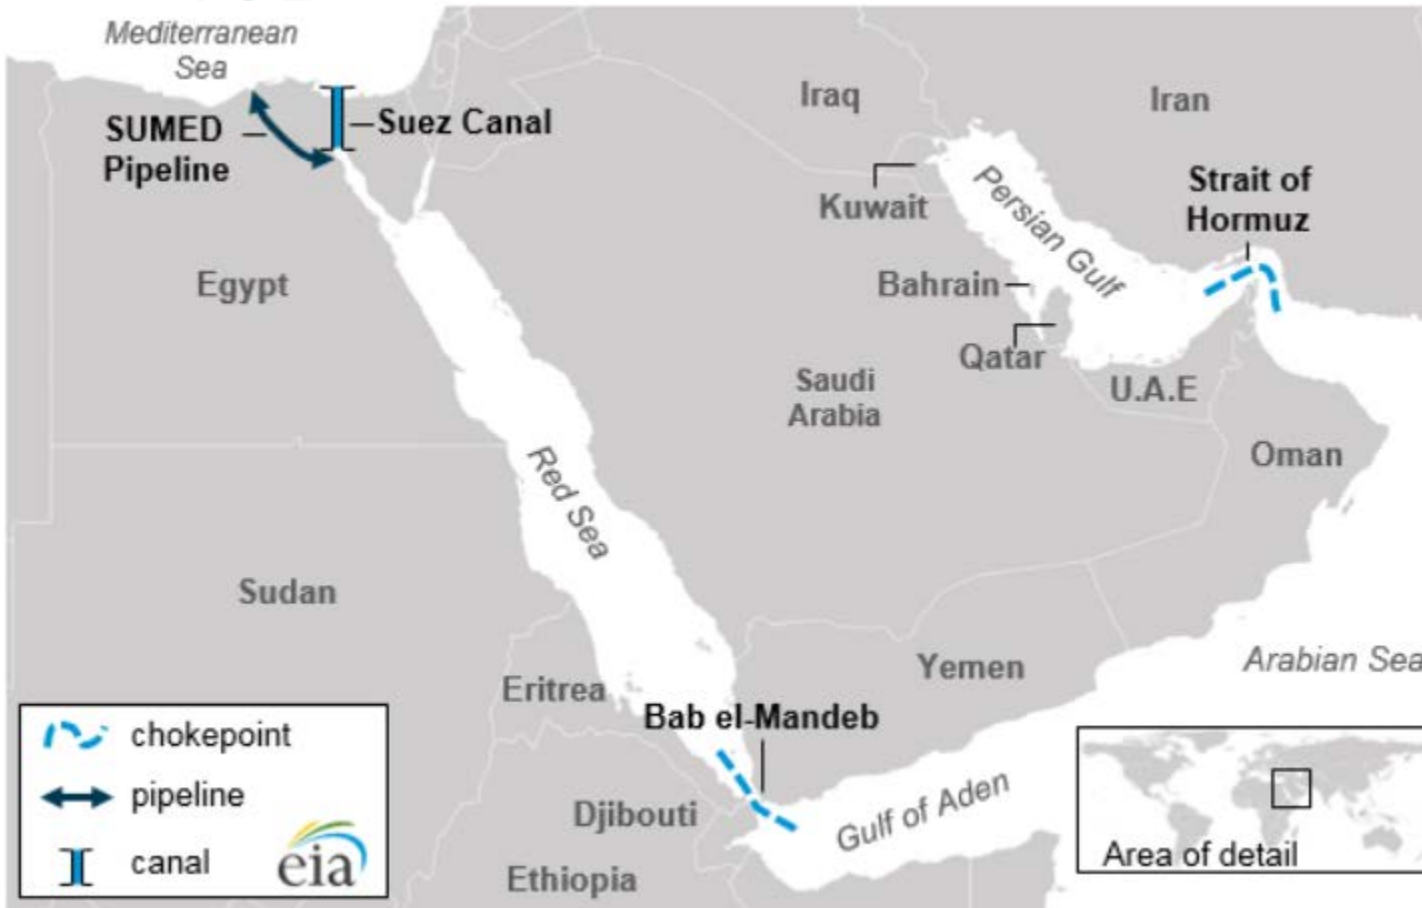 Mediterranean
Sea
SUMED
Pipeline
Suez Canal
Iraq
Iran
Kuwait
Persian Gulf
Strait of
Hormuz
Bahrain
Qatar
Egypt
Saudi
Arabia
U.A.E
Oman
Red Sea
Sudan
Eritrea
Yemen
Arabian Sea
Bab el-Mandeb
Djibouti
Gulf of Aden
Ethiopia
chokepoint
pipeline
canal
eia
Area of detail